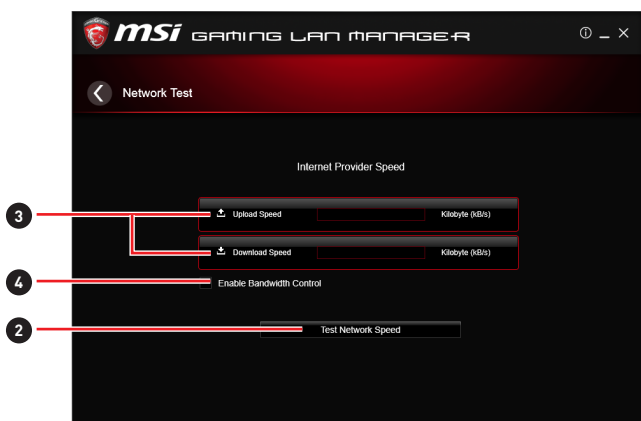 msi GAMING LAN MANAGER
Network Test
Internet Provider Speed
3
Upload Speed Kilobyte (kB/s)
Download Speed Kilobyte (kB/s)
4
Enable Bandwidth Control
2
Test Network Speed